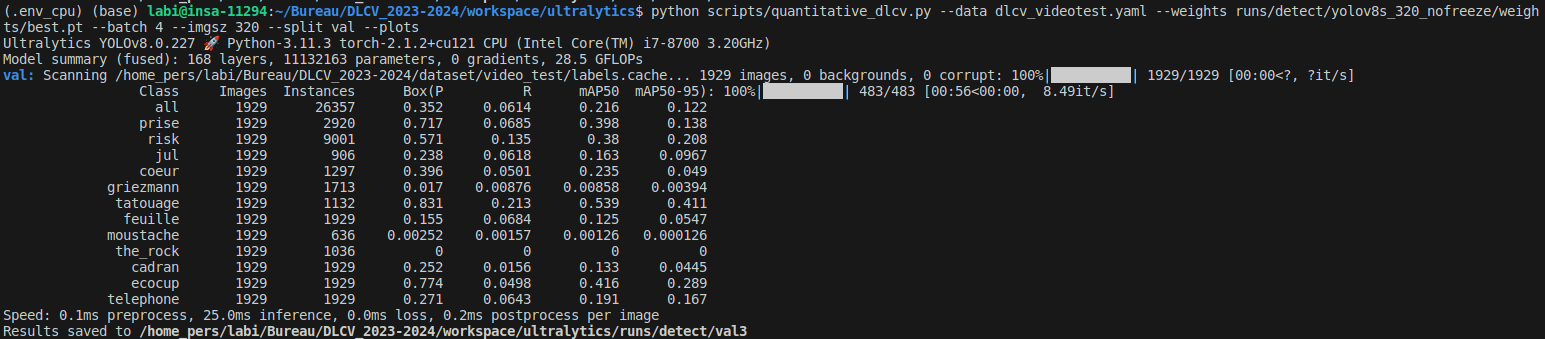 (.env_cpu) (base) labi@insa-11294:~/Bureau/DLCV_2023-2024/workspace/ultralytics$ python scripts/quantitative_dlcv.py --data dlcv_videotest.yaml --weights runs/detect/yolov8s_320_nofreeze/weigh
ts/best.pt --batch 4 --imgsz 320 --split val --plots
Ultralytics YOLOv8.0.227 🚀 Python-3.11.3 torch-2.1.2+cu121 CPU (Intel Core(TM) i7-8700 3.20GHz)
Model summary (fused): 168 layers, 11132163 parameters, 0 gradients, 28.5 GFLOPs
val: Scanning /home_pers/labi/Bureau/DLCV_2023-2024/dataset/video_test/labels.cache... 1929 images, 0 backgrounds, 0 corrupt: 100%|██████████| 1929/1929 [00:00<?, ?it/s]
Class Images Instances Box(P R mAP50 mAP50-95): 100%|██████████| 483/483 [00:56<00:00, 8.49it/s]
all 1929 26357 0.352 0.0614 0.216 0.122
prise 1929 2920 0.717 0.0685 0.398 0.138
risk 1929 9001 0.571 0.135 0.38 0.208
jul 1929 906 0.238 0.0618 0.163 0.0967
coeur 1929 1297 0.396 0.0501 0.235 0.049
griezmann 1929 1713 0.017 0.00876 0.00858 0.00394
tatouage 1929 1132 0.831 0.213 0.539 0.411
feuille 1929 1929 0.155 0.0684 0.125 0.0547
moustache 1929 636 0.00252 0.00157 0.00126 0.000126
the_rock 1929 1036 0 0 0 0
cadran 1929 1929 0.252 0.0156 0.133 0.0445
ecocup 1929 1929 0.774 0.0498 0.416 0.289
telephone 1929 1929 0.271 0.0643 0.191 0.167
Speed: 0.1ms preprocess, 25.0ms inference, 0.0ms loss, 0.2ms postprocess per image
Results saved to /home_pers/labi/Bureau/DLCV_2023-2024/workspace/ultralytics/runs/detect/val3